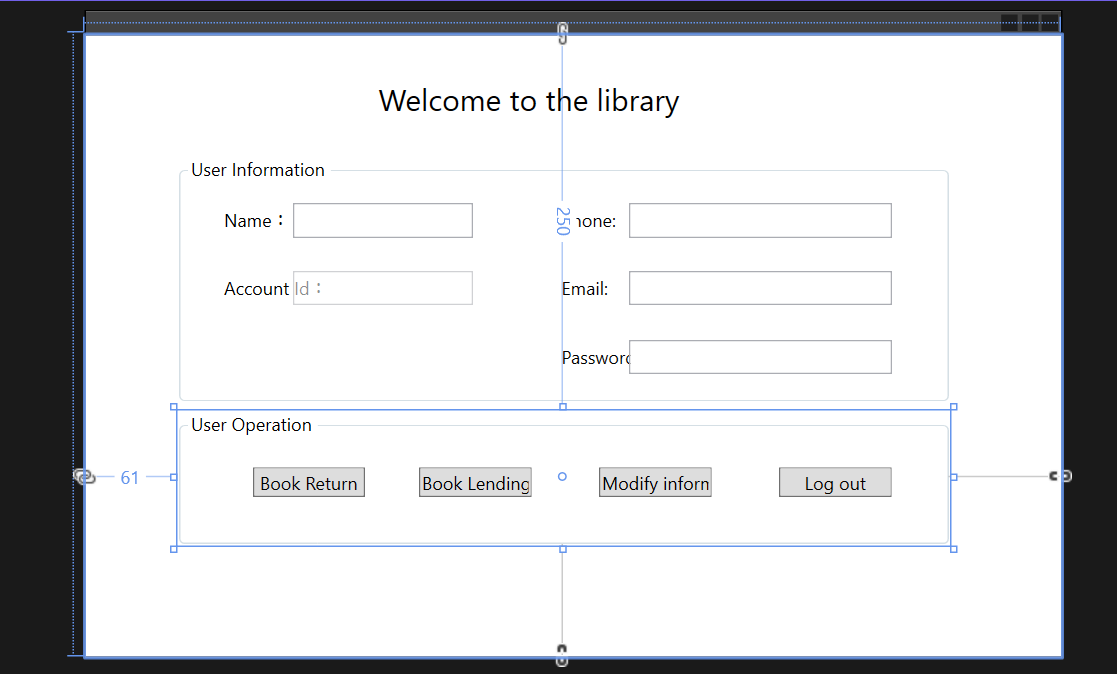 Welcome to the library
User Information
Name：
250
hone:
Account Id：
Email:
Password
User Operation
61
Book Return
Book Lending
Modify inforn
Log out